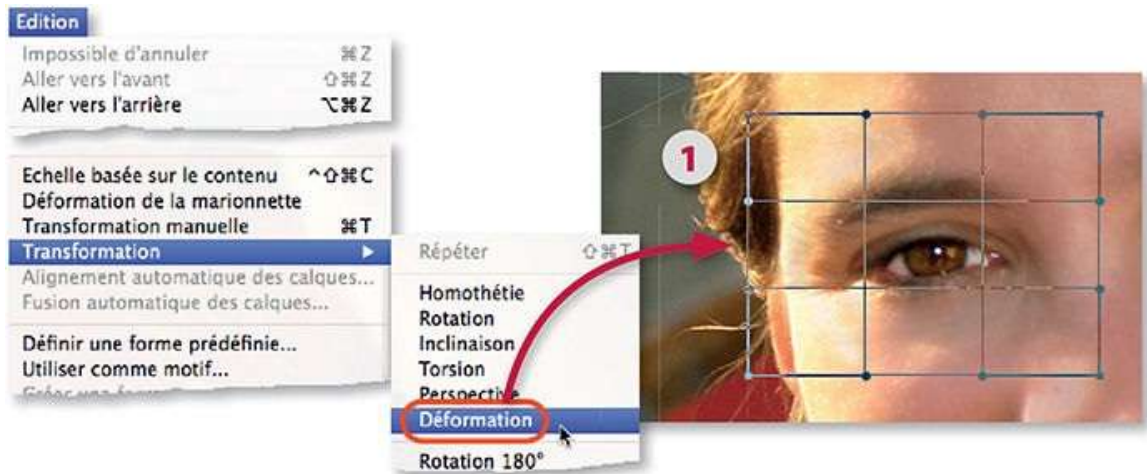 Edition
Impossible d'annuler ⌘Z
Aller vers l'avant ⇧⌘Z
Aller vers l'arrière ⌥⌘Z
Echelle basée sur le contenu ^⇧⌘C
Déformation de la marionnette
Transformation manuelle ⌘T
Transformation ▶
Alignement automatique des calques...
Fusion automatique des calques...
Définir une forme prédéfinie...
Utiliser comme motif...
Répéter ⇧⌘T
Homothétie
Rotation
Inclinaison
Torsion
Perspective
Déformation
Rotation 180°
1